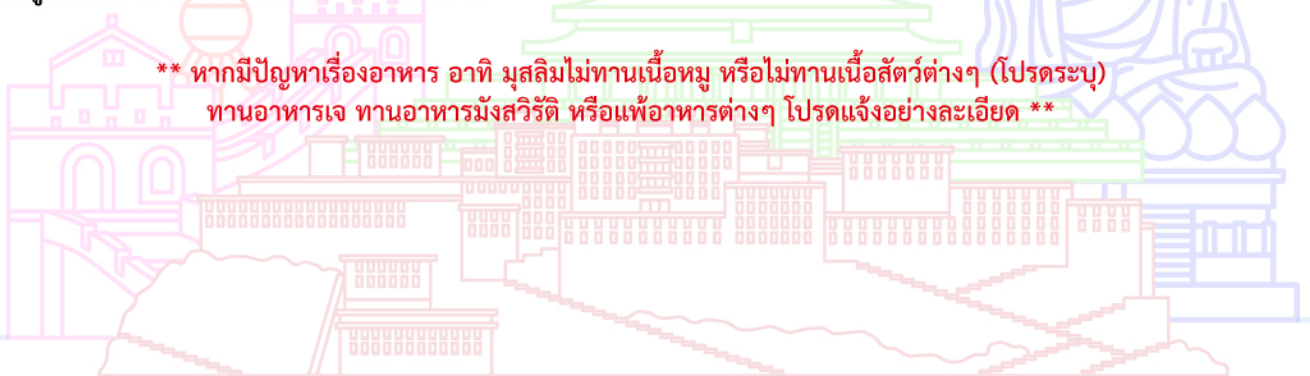 ** หากมีปัญหาเรื่องอาหาร อาทิ มุสลิมไม่ทานเนื้อหมู หรือไม่ทานเนื้อสัตว์ต่างๆ (โปรดระบุ)
ทานอาหารเจ ทานอาหารมังสวิรัติ หรือแพ้อาหารต่างๆ โปรดแจ้งอย่างละเอียด **